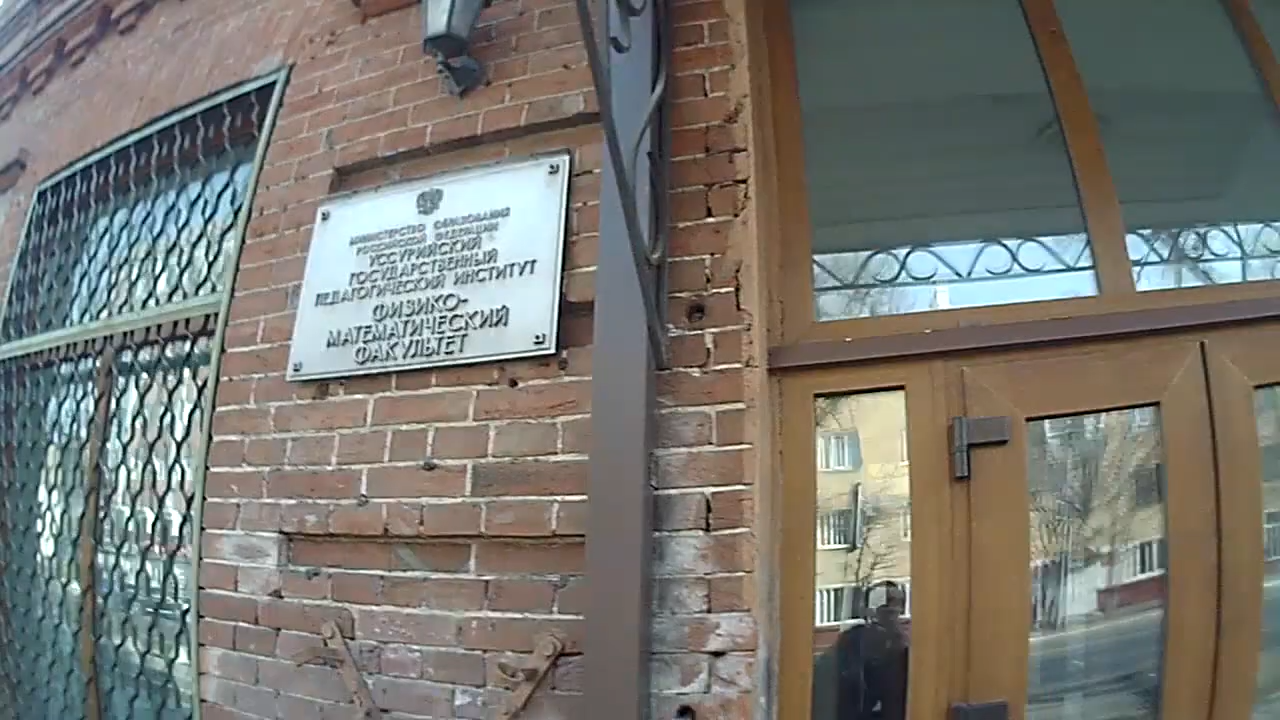 МИНИСТЕРСТВО ОБРАЗОВАНИЯ
РОССИЙСКОЙ ФЕДЕРАЦИИ
УССУРИЙСКИЙ
ГОСУДАРСТВЕННЫЙ
ПЕДАГОГИЧЕСКИЙ ИНСТИТУТ
ФИЗИКО-
МАТЕМАТИЧЕСКИЙ
ФАКУЛЬТЕТ